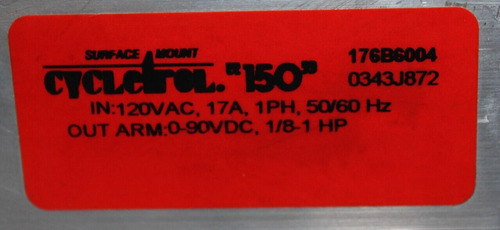 SURFACE MOUNT
CYCLETROL. "150"
176B6004
0343J872
IN:120VAC, 17A, 1PH, 50/60 Hz
OUT ARM:0-90VDC, 1/8-1 HP